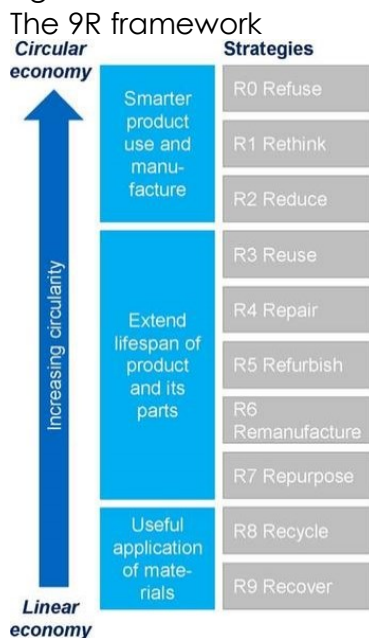 The 9R framework
Circular
economy
Strategies
Increasing circularity
Smarter
product
use and
manu-
facture
R0 Refuse
R1 Rethink
R2 Reduce
Extend
lifespan of
product
and its
parts
R3 Reuse
R4 Repair
R5 Refurbish
R6
Remanufacture
R7 Repurpose
Useful
application
of mate-
rials
R8 Recycle
R9 Recover
Linear
economy